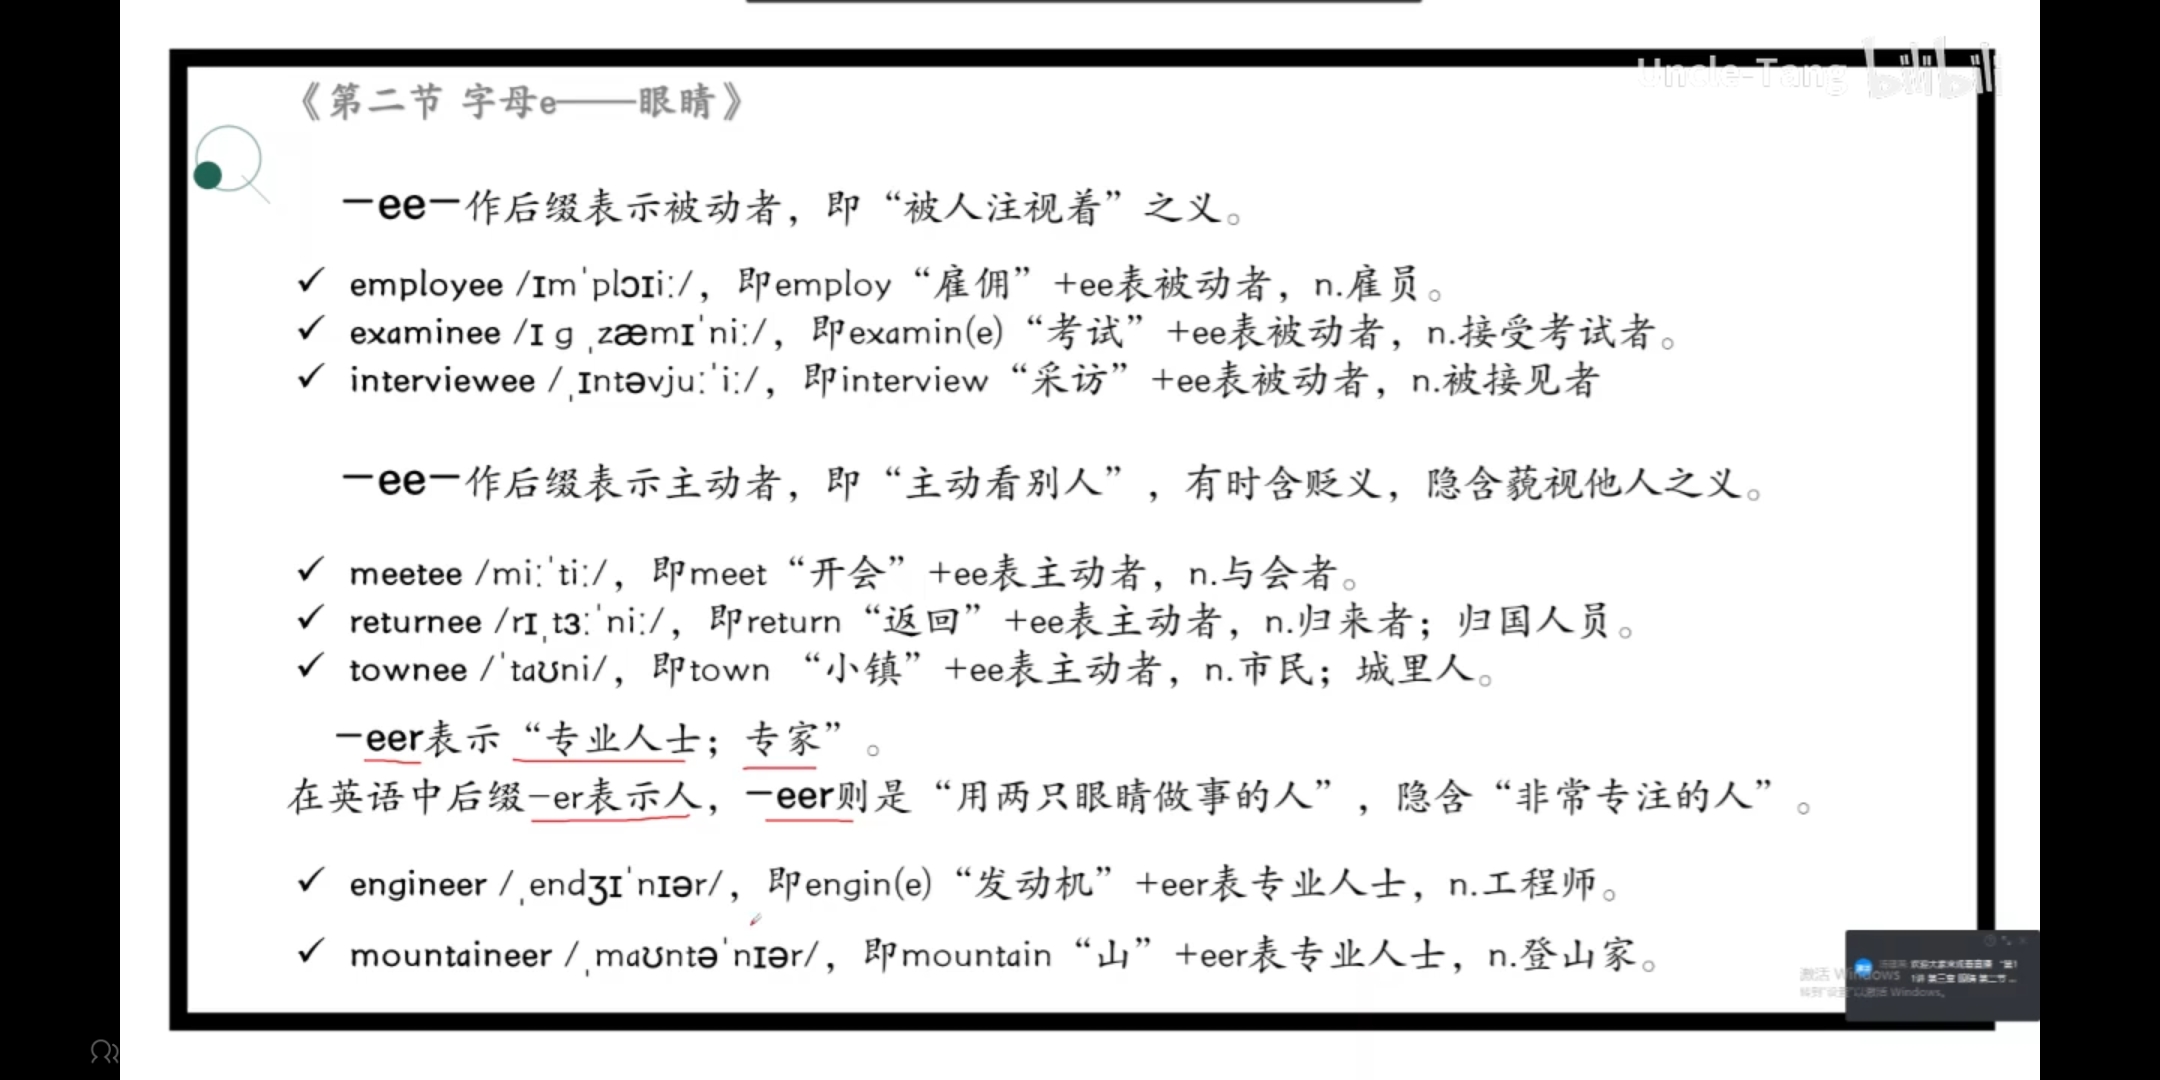 Uncle-Tang bilibili
《第二节 字母e——眼睛》
-ee-作后缀表示被动者，即“被人注视着”之义。
✓ employee /ɪmˈplɔɪiː/，即employ“雇佣”+ee表被动者，n.雇员。
✓ examinee /ɪɡˌzæmɪˈniː/，即examin(e)“考试”+ee表被动者，n.接受考试者。
✓ interviewee /ˌɪntəvjuːˈiː/，即interview“采访”+ee表被动者，n.被接见者
-ee-作后缀表示主动者，即“主动看别人”，有时含贬义，隐含藐视他人之义。
✓ meetee /miːˈtiː/，即meet“开会”+ee表主动者，n.与会者。
✓ returnee /rɪˌtɜːˈniː/，即return“返回”+ee表主动者，n.归来者；归国人员。
✓ townee /ˈtaʊni/，即town “小镇”+ee表主动者，n.市民；城里人。
-eer表示“专业人士；专家”。
在英语中后缀-er表示人，-eer则是“用两只眼睛做事的人”，隐含“非常专注的人”。
✓ engineer /ˌendʒɪˈnɪər/，即engin(e)“发动机”+eer表专业人士，n.工程师。
✓ mountaineer /ˌmaʊntəˈnɪər/，即mountain“山”+eer表专业人士，n.登山家。
激活 Windows